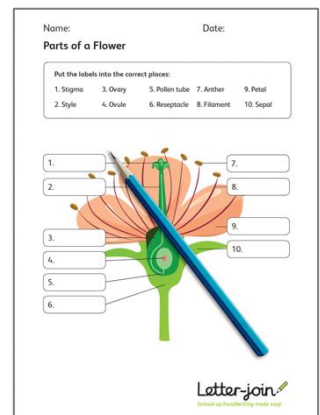 Name: Date:
Parts of a Flower
Put the labels into the correct places:
1. Stigma 3. Ovary 5. Pollen tube 7. Anther 9. Petal
2. Style 4. Ovule 6. Reseptacle 8. Filament 10. Sepal
1. 7.
2. 8.
3. 9.
4. 10.
5.
6.
Letter-join
Joined-up handwriting made easy